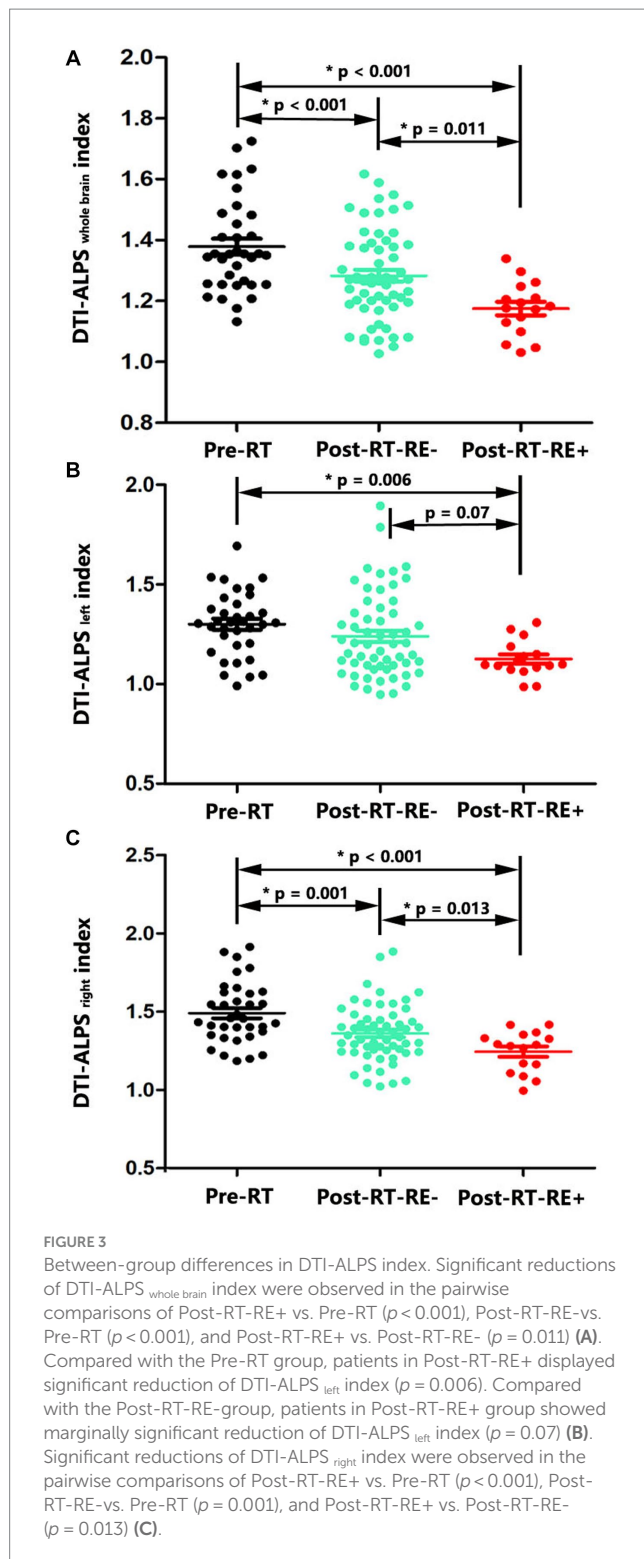 A
2.0
* p < 0.001
1.8
* p < 0.001
* p = 0.011
1.6
1.4
1.2
1.0
0.8
DTI-ALPS whole brain index
Pre-RT Post-RT-RE- Post-RT-RE+
B
2.0
* p = 0.006
p = 0.07
1.5
1.0
0.5
DTI-ALPS left index
Pre-RT Post-RT-RE- Post-RT-RE+
C
2.5
* p < 0.001
* p = 0.001
* p = 0.013
2.0
1.5
1.0
0.5
DTI-ALPS right index
Pre-RT Post-RT-RE- Post-RT-RE+
FIGURE 3
Between-group differences in DTI-ALPS index. Significant reductions
of DTI-ALPS whole brain index were observed in the pairwise
comparisons of Post-RT-RE+ vs. Pre-RT (p < 0.001), Post-RT-RE-vs.
Pre-RT (p < 0.001), and Post-RT-RE+ vs. Post-RT-RE- (p = 0.011) (A).
Compared with the Pre-RT group, patients in Post-RT-RE+ displayed
significant reduction of DTI-ALPS left index (p = 0.006). Compared
with the Post-RT-RE-group, patients in Post-RT-RE+ group showed
marginally significant reduction of DTI-ALPS left index (p = 0.07) (B).
Significant reductions of DTI-ALPS right index were observed in the
pairwise comparisons of Post-RT-RE+ vs. Pre-RT (p < 0.001), Post-
RT-RE-vs. Pre-RT (p = 0.001), and Post-RT-RE+ vs. Post-RT-RE-
(p = 0.013) (C).